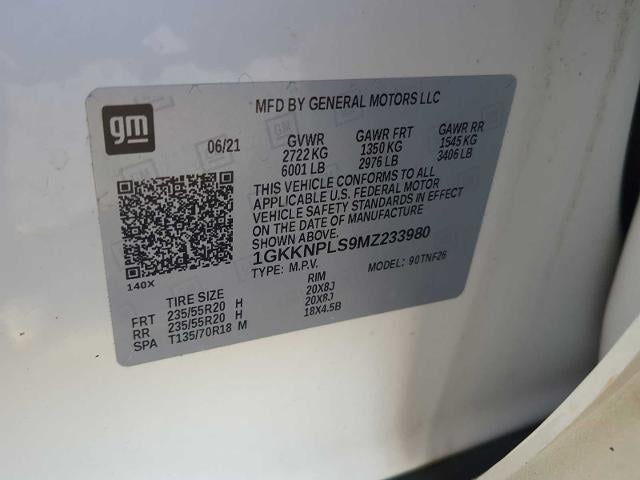 MFD BY GENERAL MOTORS LLC
gm
06/21 GVWR GAWR FRT GAWR RR
2722 KG 1350 KG 1545 KG
6001 LB 2976 LB 3406 LB
THIS VEHICLE CONFORMS TO ALL
APPLICABLE U.S. FEDERAL MOTOR
VEHICLE SAFETY STANDARDS IN EFFECT
ON THE DATE OF MANUFACTURE
SHOWN ABOVE.
1GKKNPLS9MZ233980
TYPE: M.P.V. MODEL: 90TNF26
140X
TIRE SIZE RIM
FRT 235/55R20 H 20X8J
RR 235/55R20 H 20X8J
SPA T135/70R18 M 18X4.5B